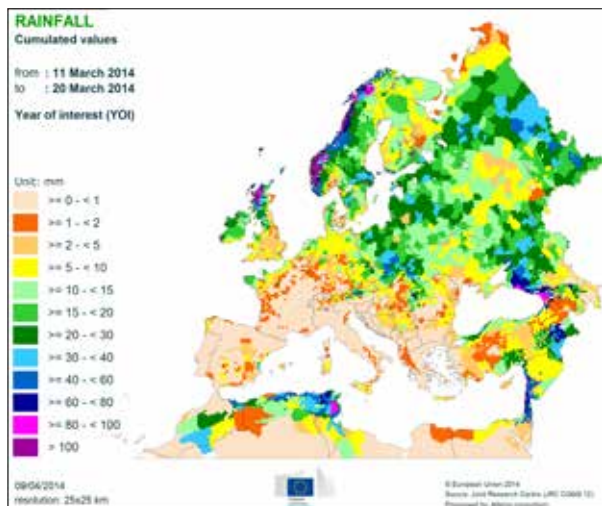 RAINFALL
Cumulated values
from : 11 March 2014
to : 20 March 2014
Year of interest (YOI)
Unit: mm
>= 0 - < 1
>= 1 - < 2
>= 2 - < 5
>= 5 - < 10
>= 10 - < 15
>= 15 - < 20
>= 20 - < 30
>= 30 - < 40
>= 40 - < 60
>= 60 - < 80
>= 80 - < 100
> 100
09/04/2014
resolution: 25x25 km
© European Union 2014
Source: Joint Research Centre
Processed by